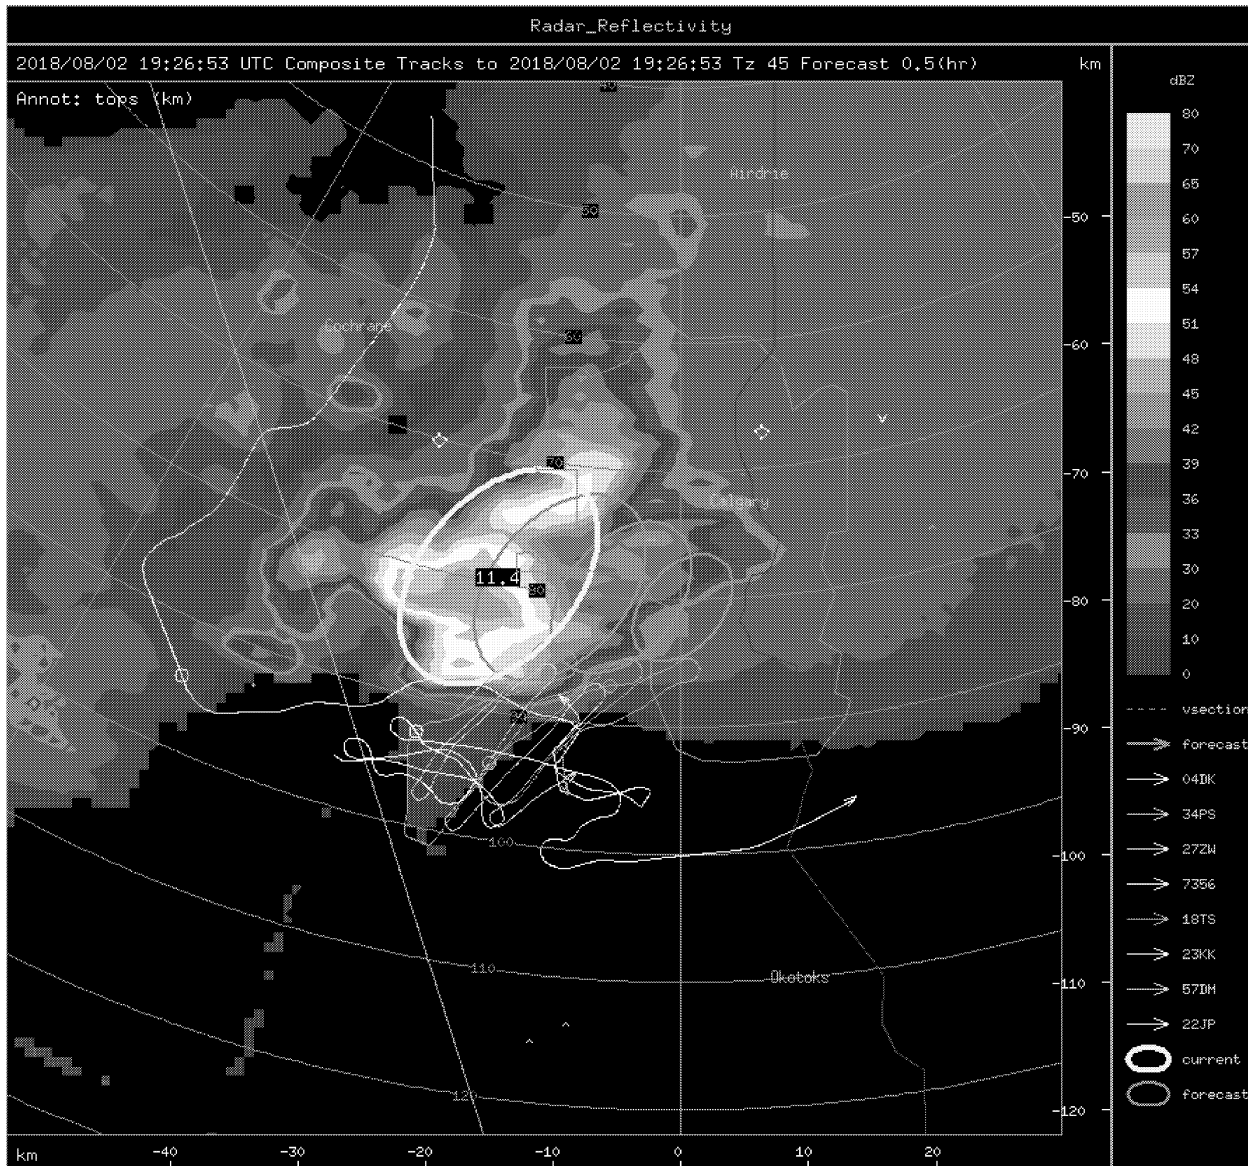 Radar_Reflectivity
2018/08/02 19:26:53 UTC Composite Tracks to 2018/08/02 19:26:53 Tz 45 Forecast 0.5(hr) km
Annot: tops (km)
dBZ
80
70
65
60
57
54
51
48
45
42
39
36
33
30
20
10
0
Airdrie
Cochrane
Calgary
Okotoks
60
70
11.4
100
110
120
-50
-60
-70
-80
-90
-100
-110
-120
vsection
forecast
04DK
34PS
27ZW
7356
18TS
23KK
57DM
22JP
current
forecast
km -40 -30 -20 -10 0 10 20